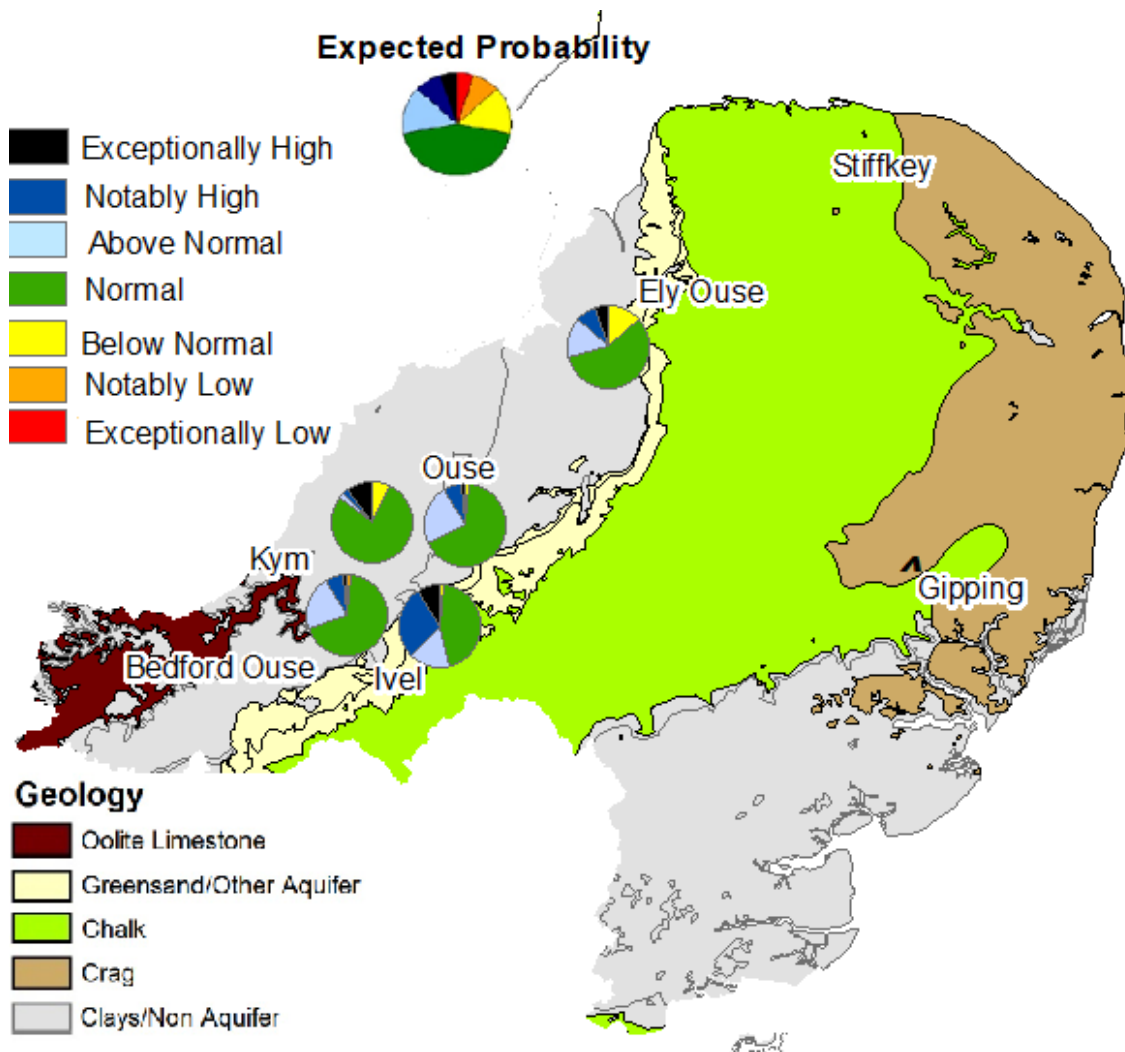 Expected Probability
Exceptionally High
Notably High
Above Normal
Normal
Below Normal
Notably Low
Exceptionally Low
Stiffkey
Ely Ouse
Ouse
Kym
Gipping
Bedford Ouse
Ivel
Geology
Oolite Limestone
Greensand/Other Aquifer
Chalk
Crag
Clays/Non Aquifer